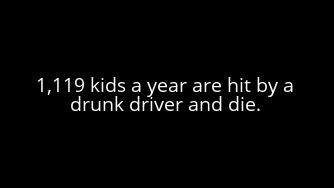 1,119 kids a year are hit by a
drunk driver and die.